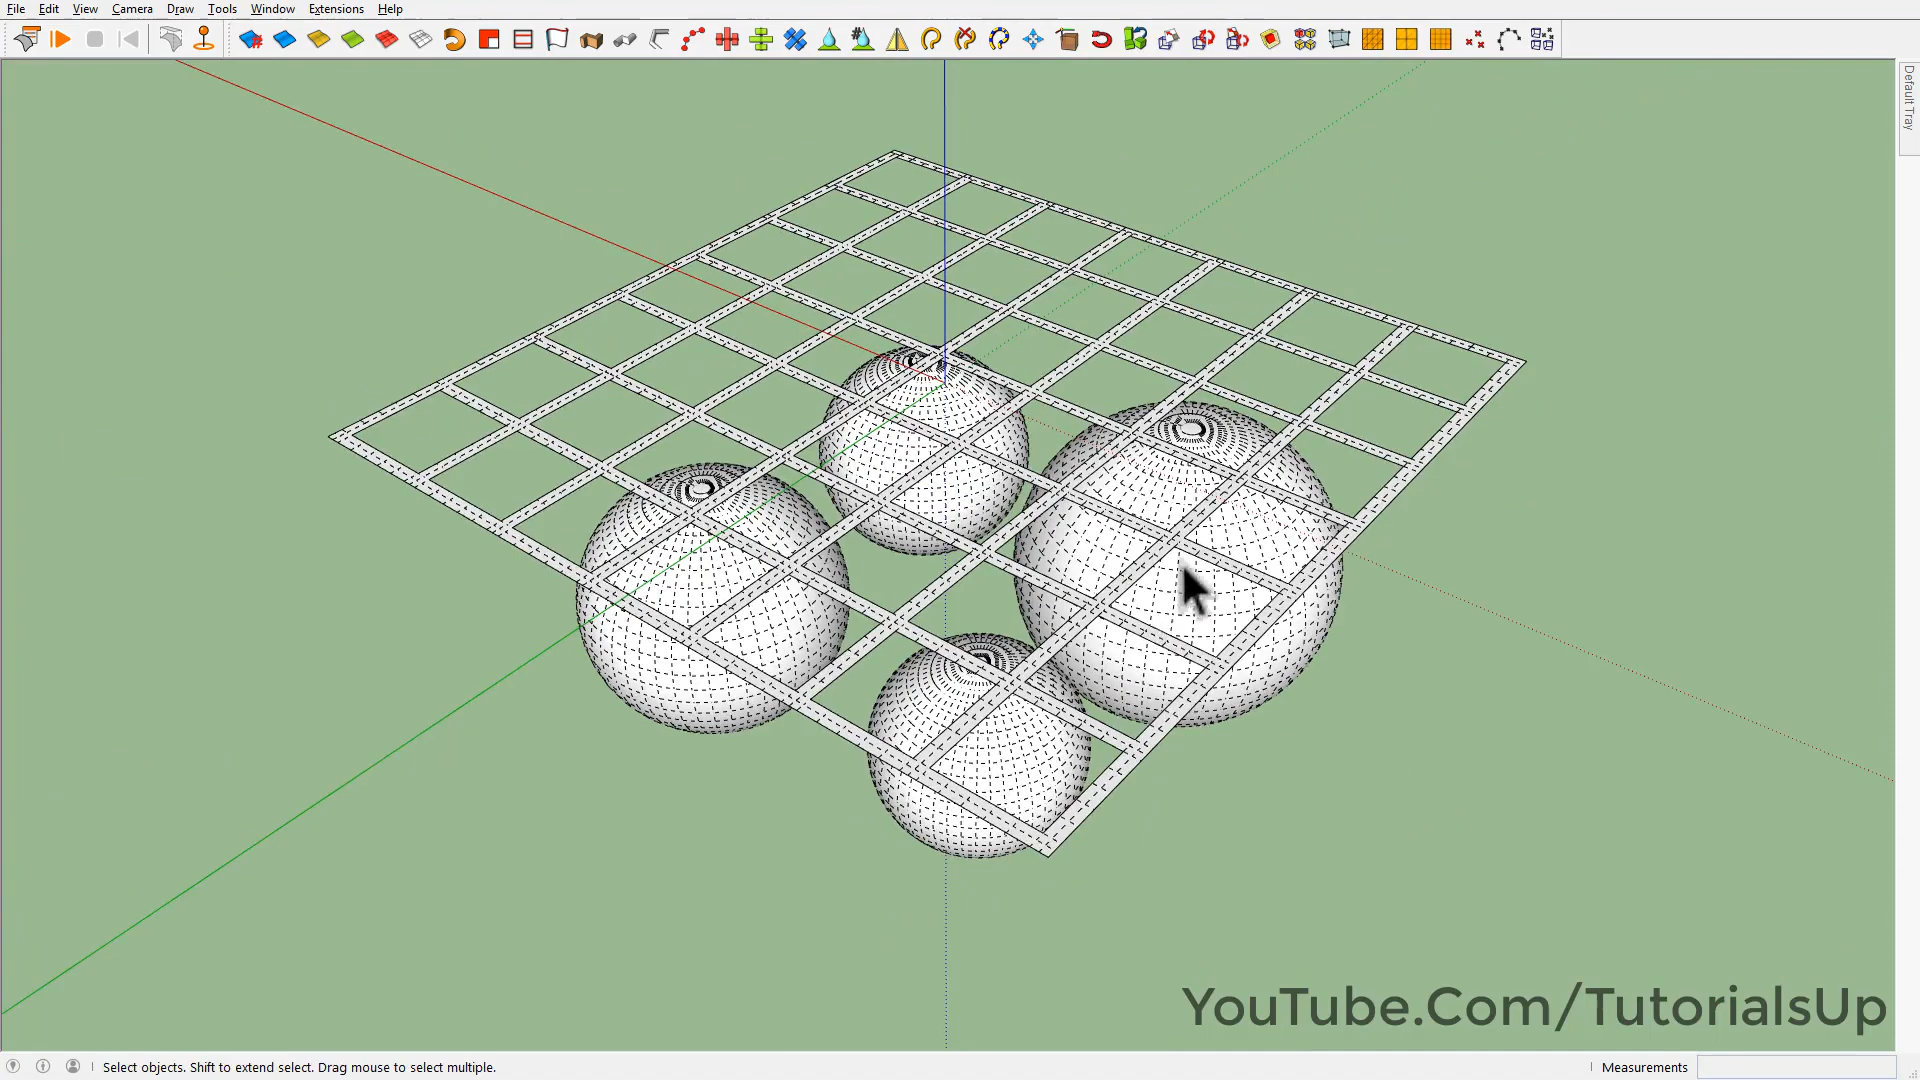 File Edit View Camera Draw Tools Window Extensions Help
Default Tray
YouTube.Com/TutorialsUp
Select objects. Shift to extend select. Drag mouse to select multiple.
Measurements